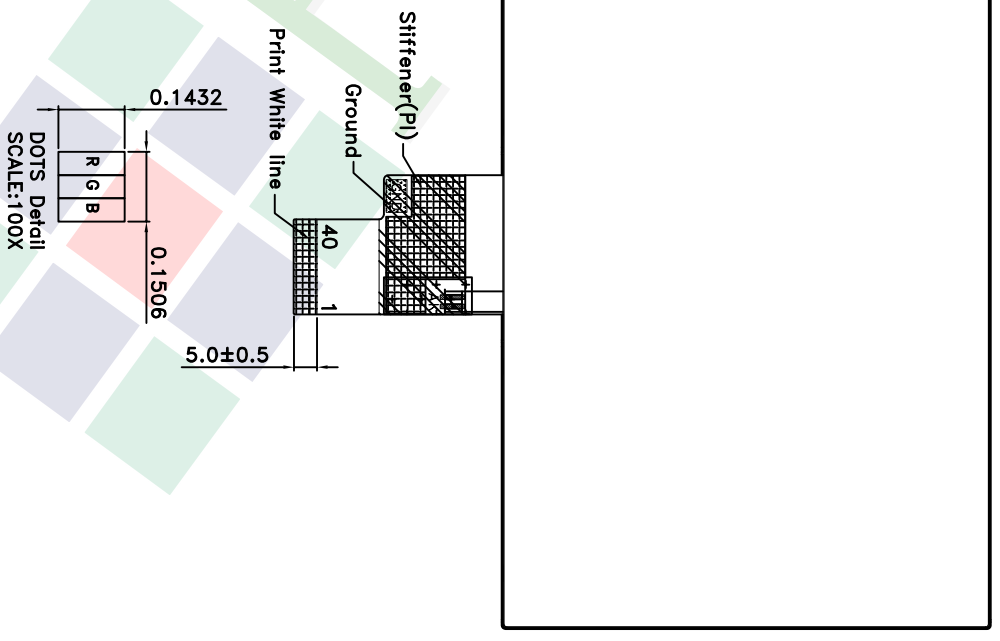 Stiffener(PI)
Ground
Print White line
40
1
5.0±0.5
0.1432
0.1506
R
G
B
DOTS Detail
SCALE:100X